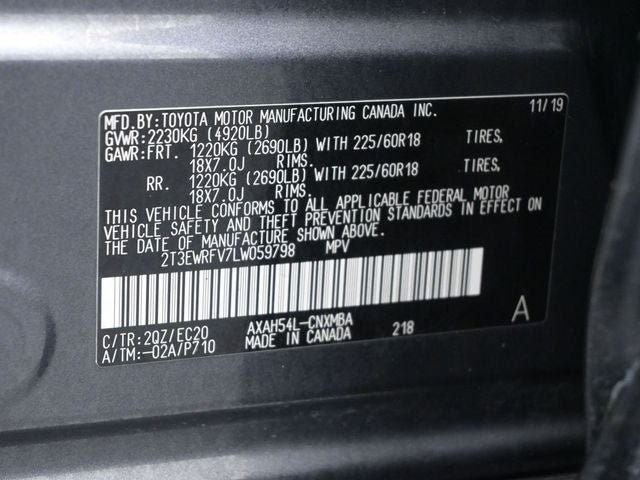 MFD.BY:TOYOTA MOTOR MANUFACTURING CANADA INC. 11/19
GVWR:2230KG (4920LB)
GAWR:FRT. 1220KG (2690LB) WITH 225/60R18 TIRES,
18X7.0J RIMS.
RR. 1220KG (2690LB) WITH 225/60R18 TIRES,
18X7.0J RIMS.
THIS VEHICLE CONFORMS TO ALL APPLICABLE FEDERAL MOTOR
VEHICLE SAFETY AND THEFT PREVENTION STANDARDS IN EFFECT ON
THE DATE OF MANUFACTURE SHOWN ABOVE.
2T3EWRFV7LW059798 MPV
C/TR:2QZ/EC20 AXAH54L-CNXMBA 218 A
A/TM:-02A/P710 MADE IN CANADA